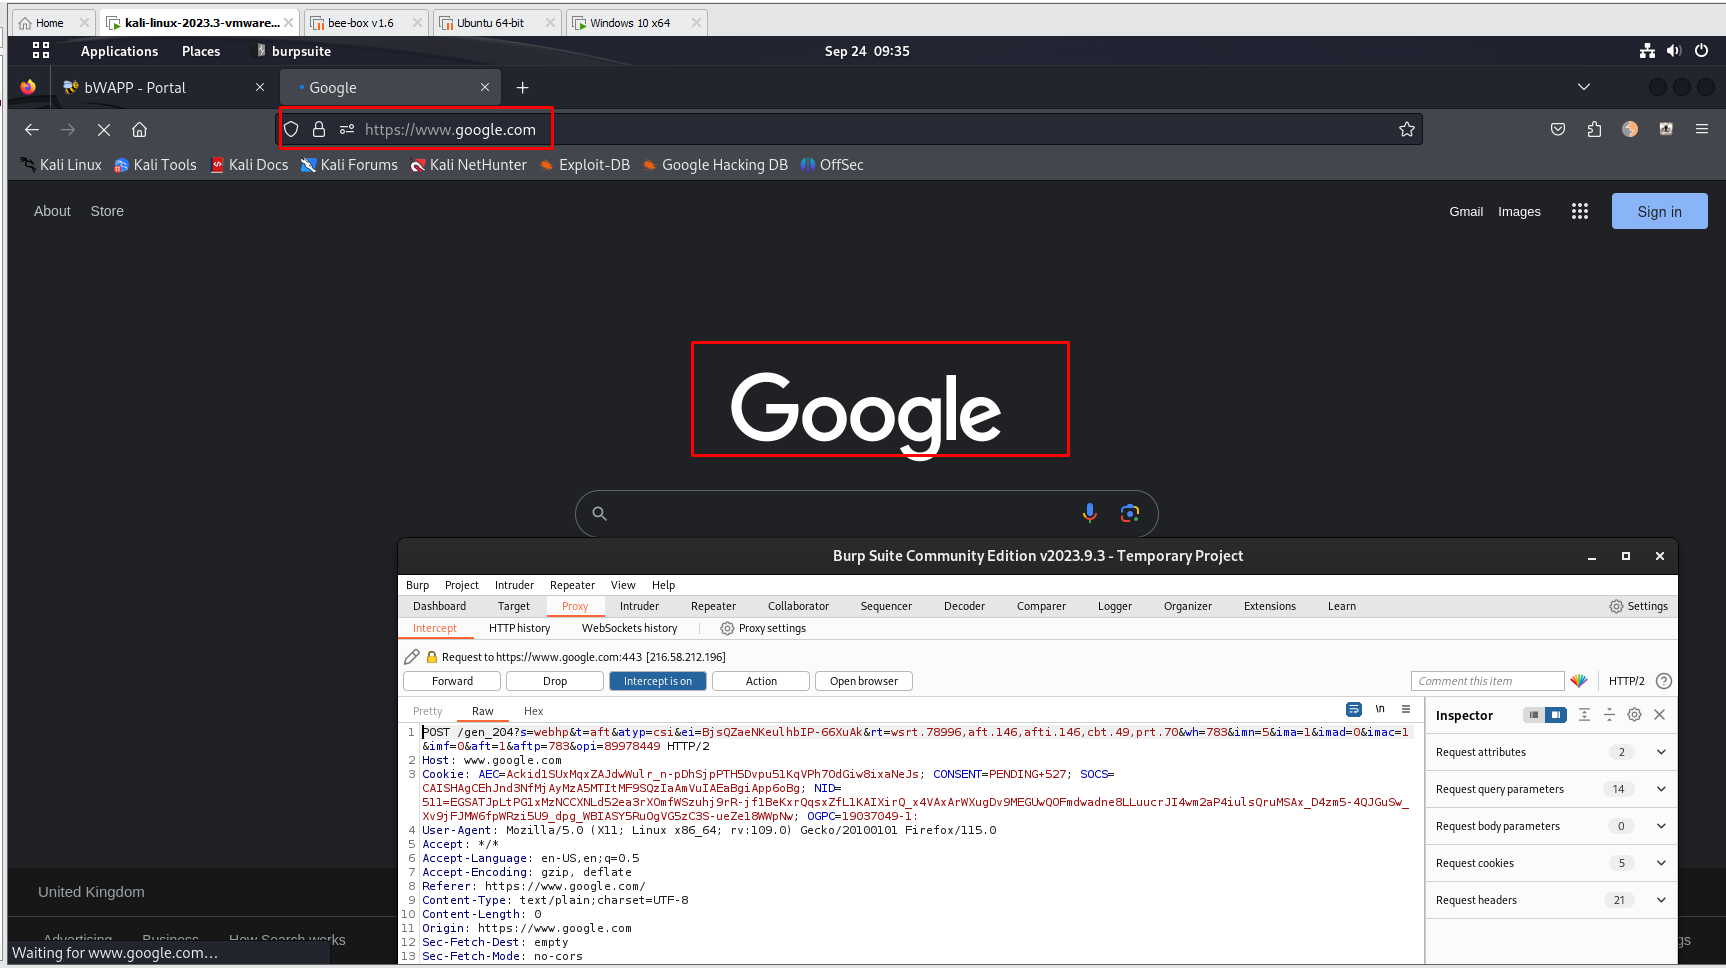 Home
kali-linux-2023.3-vmware...
bee-box v1.6
Ubuntu 64-bit
Windows 10 x64
Applications Places burpsuite
Sep 24 09:35
bWAPP - Portal
Google
https://www.google.com
Kali Linux Kali Tools Kali Docs Kali Forums Kali NetHunter Exploit-DB Google Hacking DB OffSec
About Store
Gmail Images Sign in
Google
Burp Suite Community Edition v2023.9.3 - Temporary Project
Burp Project Intruder Repeater View Help
Dashboard Target Proxy Intruder Repeater Collaborator Sequencer Decoder Comparer Logger Organizer Extensions Learn Settings
Intercept HTTP history WebSockets history Proxy settings
Request to https://www.google.com:443 [216.58.212.196]
Forward Drop Intercept is on Action Open browser Comment this item HTTP/2
Pretty Raw Hex \n
Inspector
1 POST /gen_204?s=webhp&t=aft&atyp=csi&ei=BjsQZaeNKeulhbIP-66XuAk&rt=wsrt.78996,aft.146,afti.146,cbt.49,prt.70&wh=783&imn=5&ima=1&imad=0&imac=1
&imf=0&aft=1&aftp=783&opi=89978449 HTTP/2
2 Host: www.google.com
3 Cookie: AEC=Ackid1SUxMqxZAJdwWulr_n-pDhSjpPTH5Dvpu51KqVPh7OdGiw8ixaNeJs; CONSENT=PENDING+527; SOCS=
CAISHAgCEhJnd3NfMjAyMzA5MTItMF9SQzIaAmVuIAEaBgiApp6oBg; NID=
511=EGSATJpLtPG1xMzNCCXNLd52ea3rXOmfWSzuhj9rR-jf1BeKxrQqsxZfL1KAIXirQ_x4VAxArWXugDv9MEGUwQOFmdwadne8LLuucrJI4wm2aP4iulsQruMSAx_D4zm5-4QJGuSw_
Xv9jFJMW6fpWRzi5U9_dpg_WBIASY5RuOgVG5zC3S-ueZel8WWpNw; OGPC=19037049-1:
4 User-Agent: Mozilla/5.0 (X11; Linux x86_64; rv:109.0) Gecko/20100101 Firefox/115.0
5 Accept: */*
6 Accept-Language: en-US,en;q=0.5
7 Accept-Encoding: gzip, deflate
8 Referer: https://www.google.com/
9 Content-Type: text/plain;charset=UTF-8
10 Content-Length: 0
11 Origin: https://www.google.com
12 Sec-Fetch-Dest: empty
13 Sec-Fetch-Mode: no-cors
Request attributes 2
Request query parameters 14
Request body parameters 0
Request cookies 5
Request headers 21
United Kingdom
Advertising Business How Search works
gs
Waiting for www.google.com…